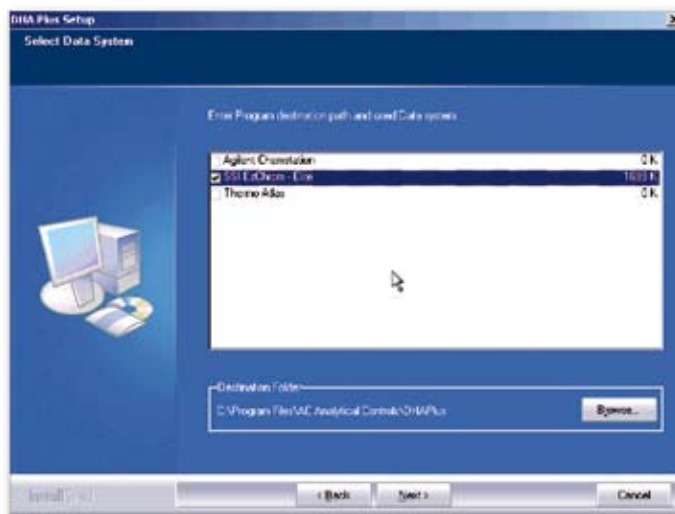 DHA Plus Setup
Select Data System
Enter Program destination path and used Data system
Agilent Chemstation 0 K
SSI EzChrom - Elite K
Thermo Atlas 0 K
Destination Folder
C:\Program Files\AC Analytical Controls\DHAPlus
Browse...
< Back
Next >
Cancel